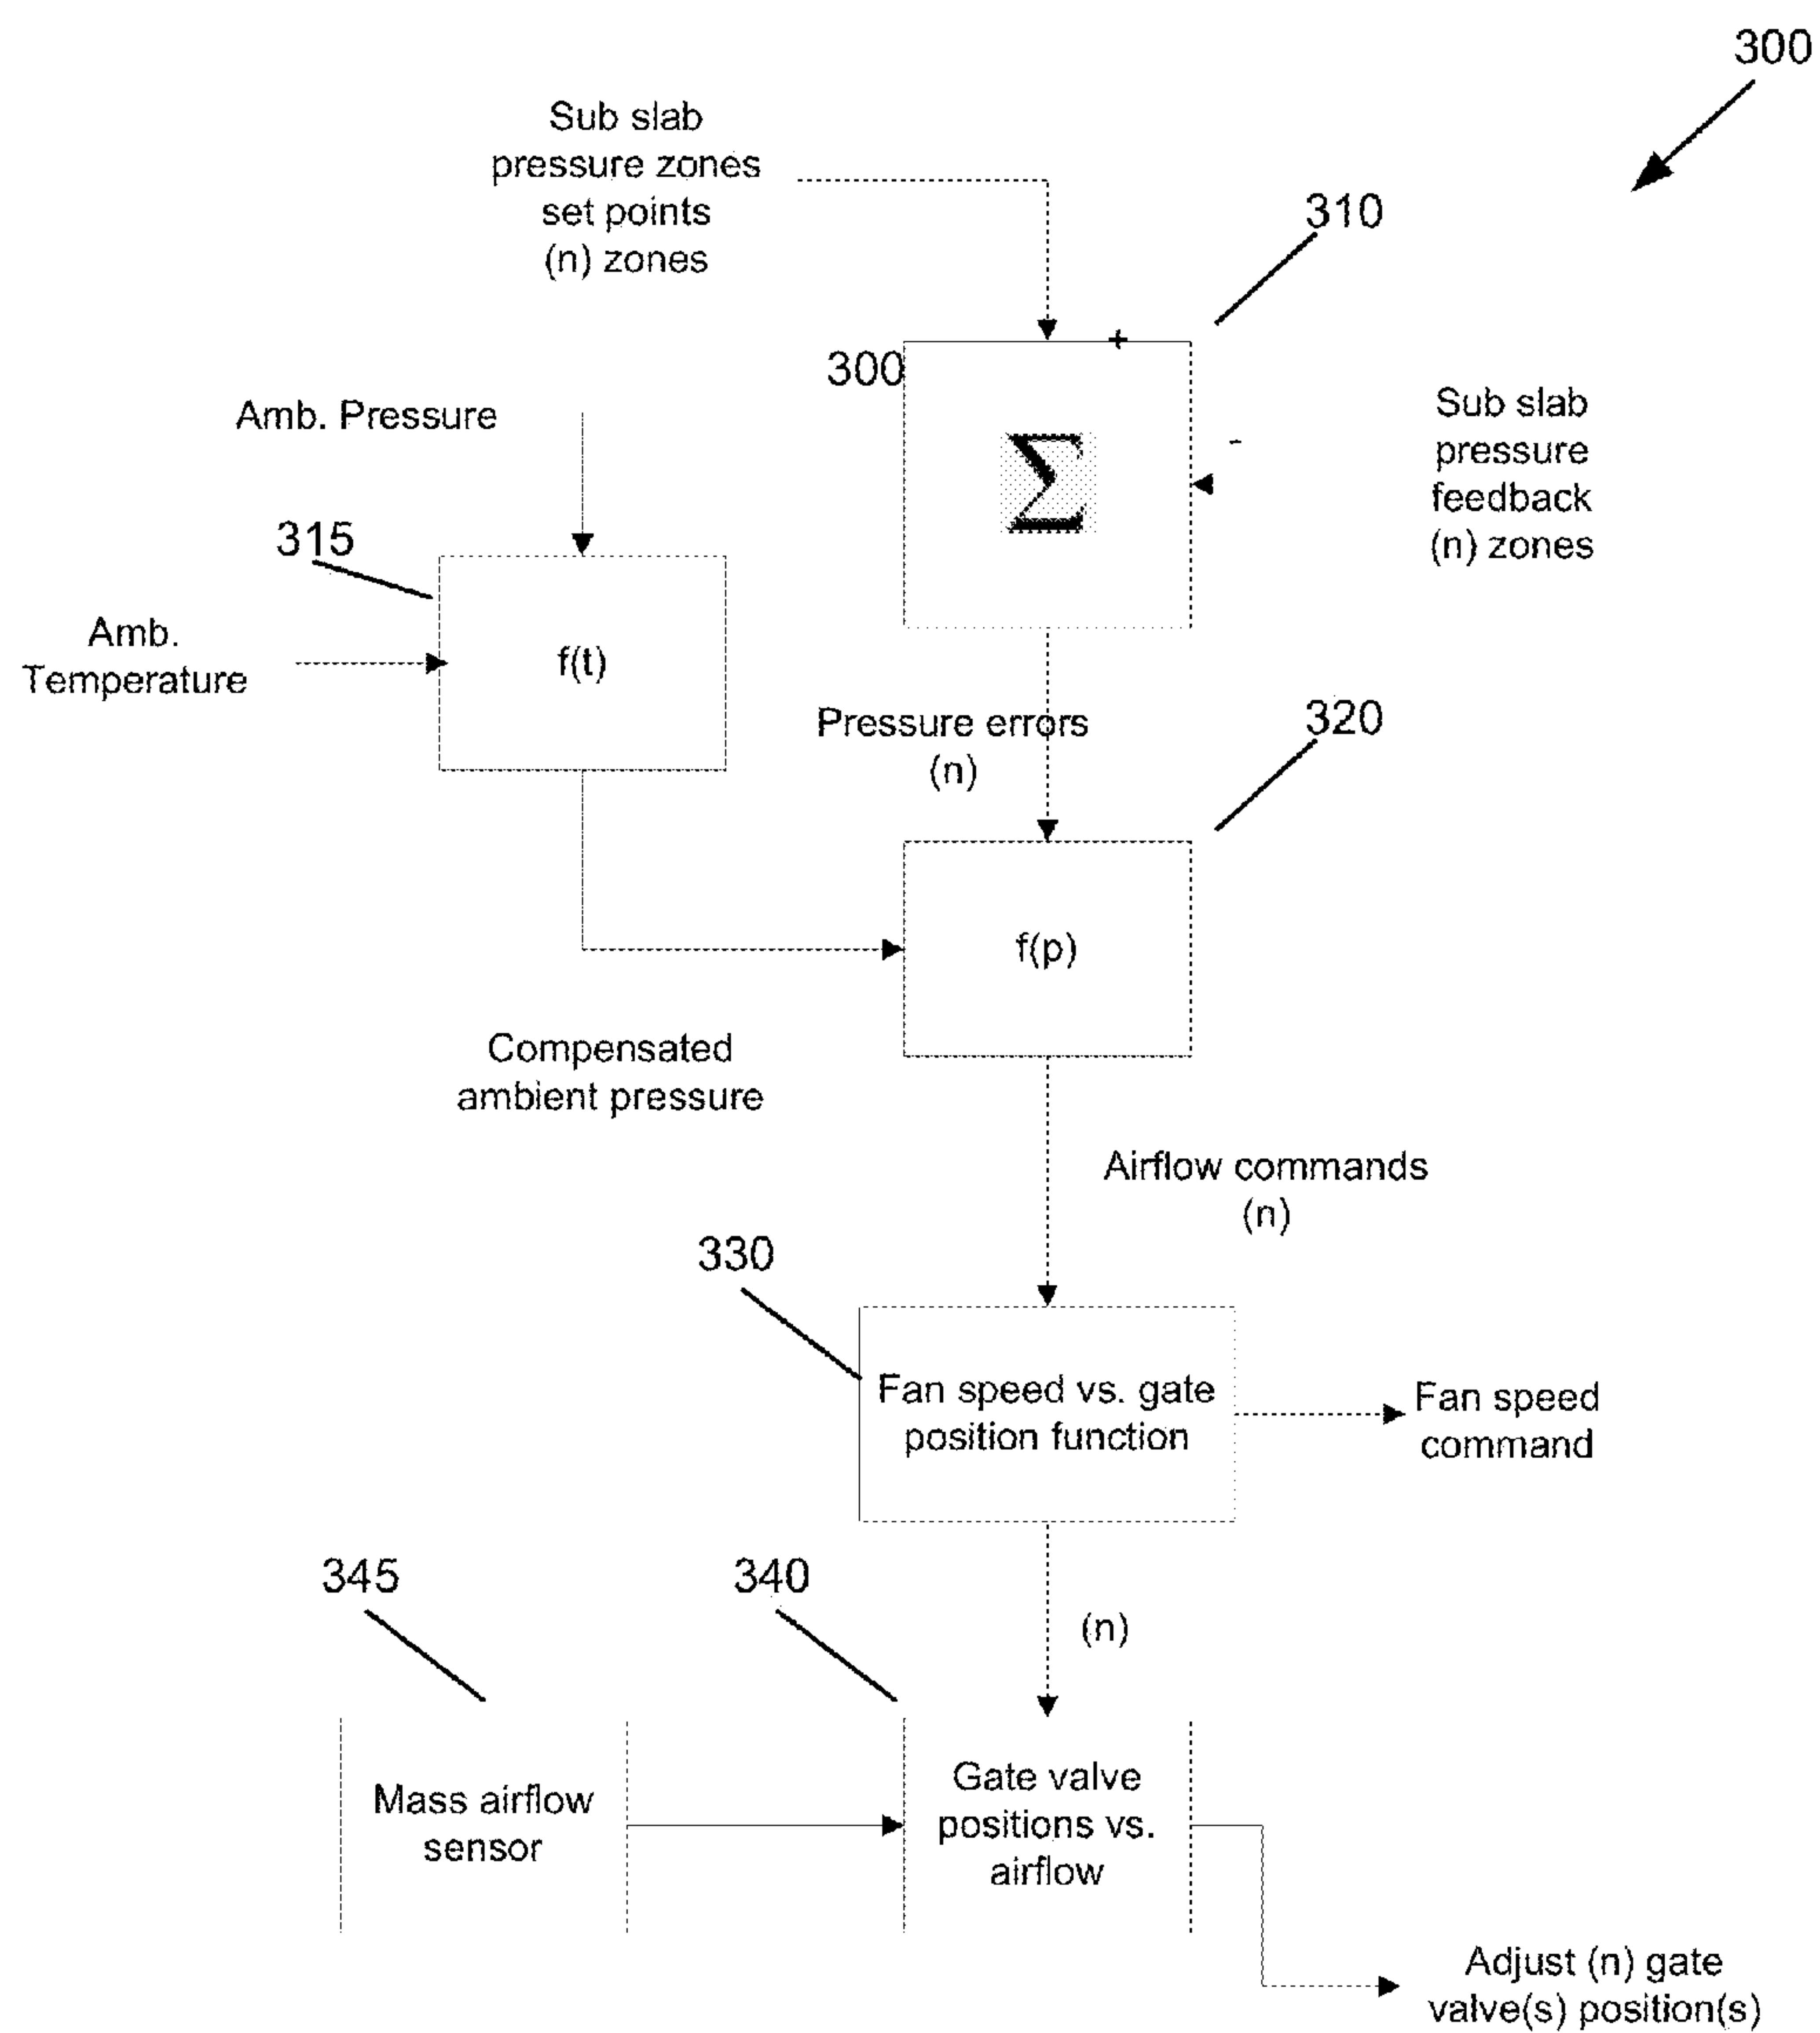 300
Sub slab
pressure zones
set points
(n) zones
310
+
300
Σ
-
Sub slab
pressure
feedback
(n) zones
Amb. Pressure
315
Amb.
Temperature
f(t)
Pressure errors
(n)
320
f(p)
Compensated
ambient pressure
Airflow commands
(n)
330
Fan speed vs. gate
position function
Fan speed
command
345
340
(n)
Mass airflow
sensor
Gate valve
positions vs.
airflow
Adjust (n) gate
valve(s) position(s)